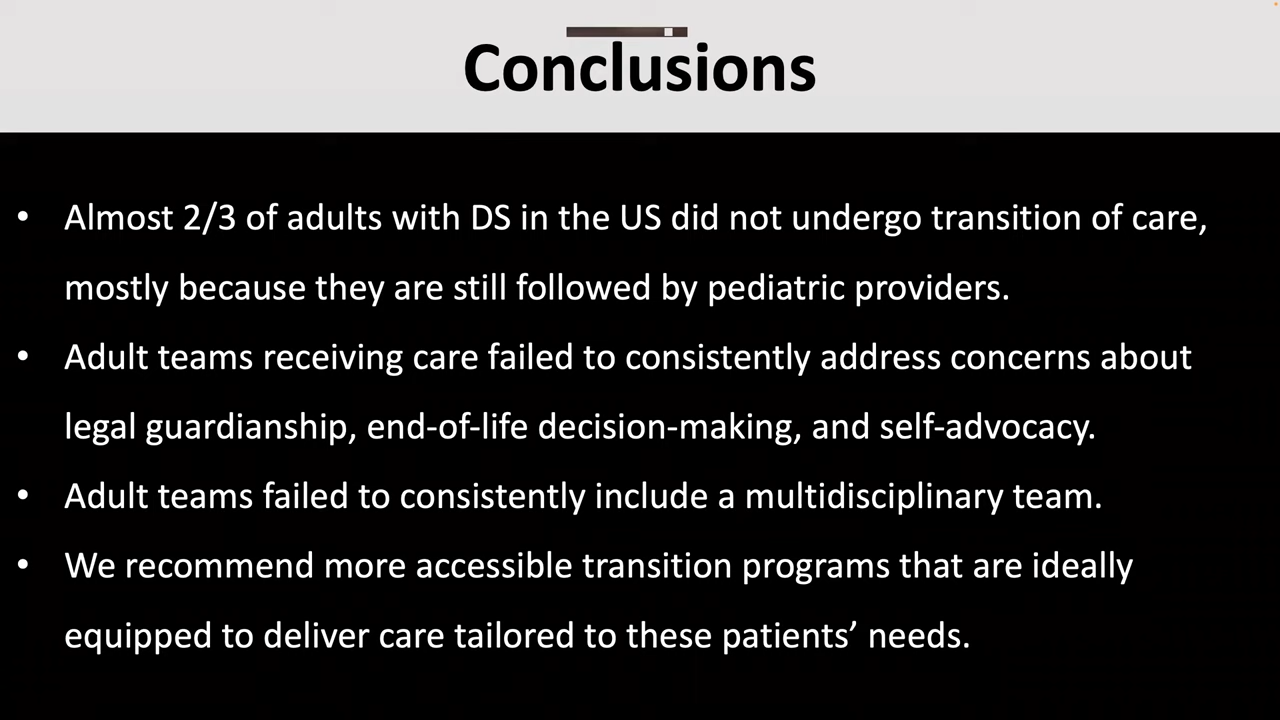 Conclusions
• Almost 2/3 of adults with DS in the US did not undergo transition of care,
mostly because they are still followed by pediatric providers.
• Adult teams receiving care failed to consistently address concerns about
legal guardianship, end-of-life decision-making, and self-advocacy.
• Adult teams failed to consistently include a multidisciplinary team.
• We recommend more accessible transition programs that are ideally
equipped to deliver care tailored to these patients’ needs.